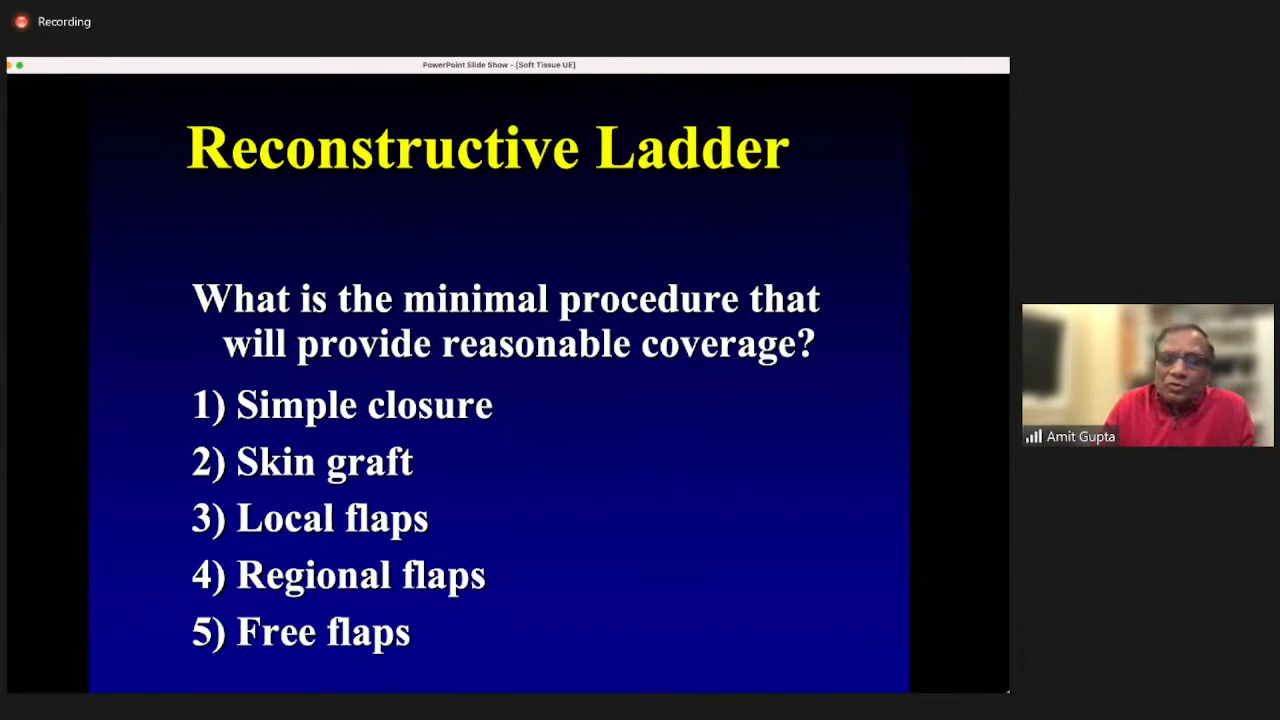 Recording
PowerPoint Slide Show - [Soft Tissue UE]
Reconstructive Ladder
What is the minimal procedure that
will provide reasonable coverage?
1) Simple closure
2) Skin graft
3) Local flaps
4) Regional flaps
5) Free flaps
Amit Gupta